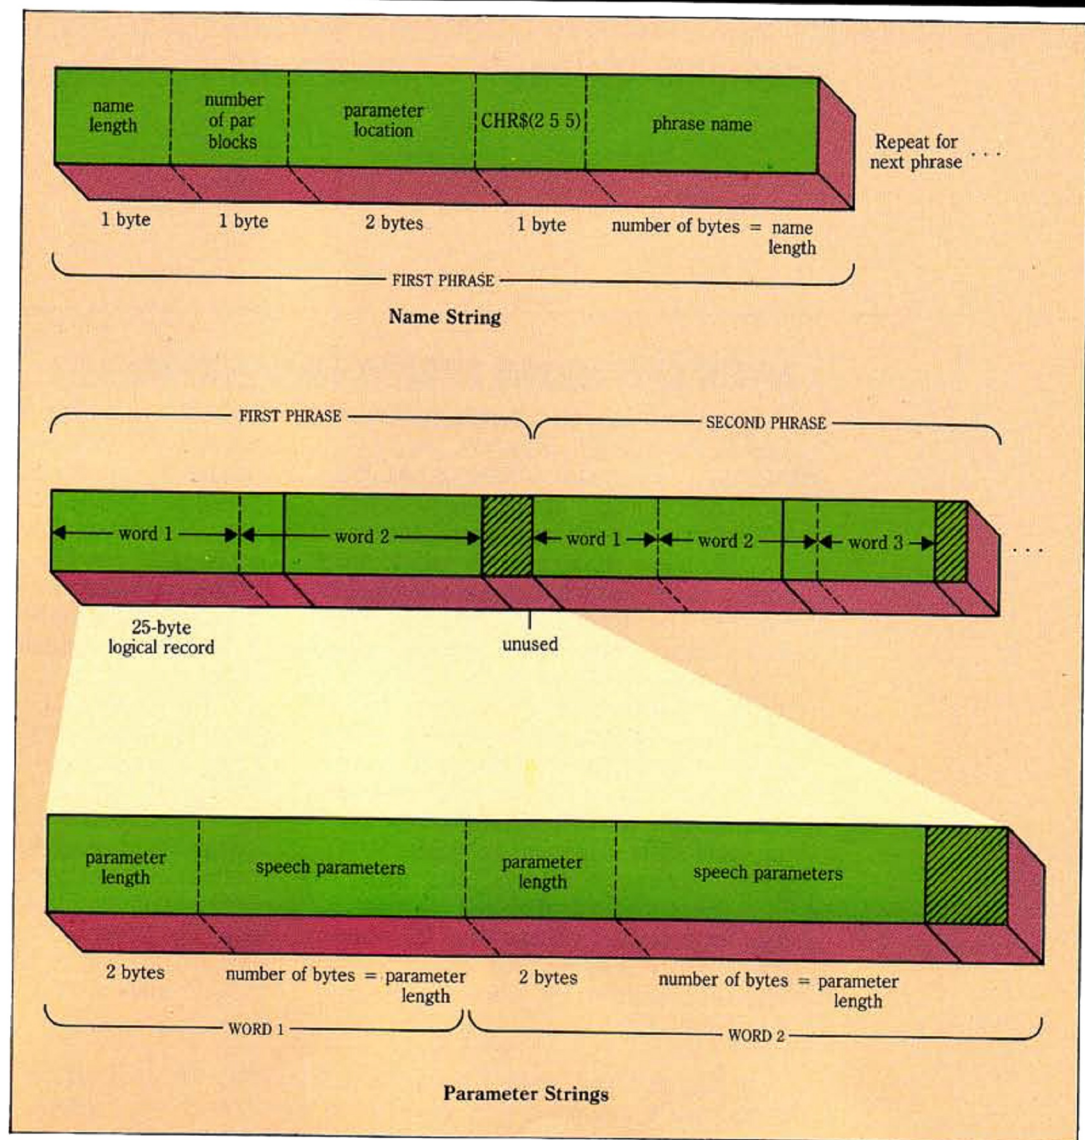 name length
number of par blocks
parameter location
CHR$(2 5 5)
phrase name
Repeat for next phrase . . .
1 byte
1 byte
2 bytes
1 byte
number of bytes = name length
FIRST PHRASE
Name String
FIRST PHRASE
SECOND PHRASE
word 1
word 2
word 1
word 2
word 3
. . .
25-byte logical record
unused
parameter length
speech parameters
parameter length
speech parameters
2 bytes
number of bytes = parameter length
2 bytes
number of bytes = parameter length
WORD 1
WORD 2
Parameter Strings